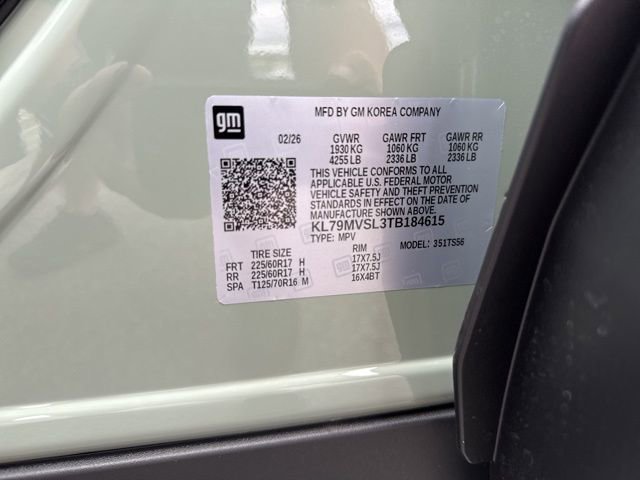 gm
MFD BY GM KOREA COMPANY
02/26 GVWR GAWR FRT GAWR RR
1930 KG 1060 KG 1060 KG
4255 LB 2336 LB 2336 LB
THIS VEHICLE CONFORMS TO ALL
APPLICABLE U.S. FEDERAL MOTOR
VEHICLE SAFETY AND THEFT PREVENTION
STANDARDS IN EFFECT ON THE DATE OF
MANUFACTURE SHOWN ABOVE.
KL79MVSL3TB184615
TYPE: MPV MODEL: 351TS56
TIRE SIZE RIM
FRT 225/60R17 H 17X7.5J
RR 225/60R17 H 17X7.5J
SPA T125/70R16 M 16X4BT